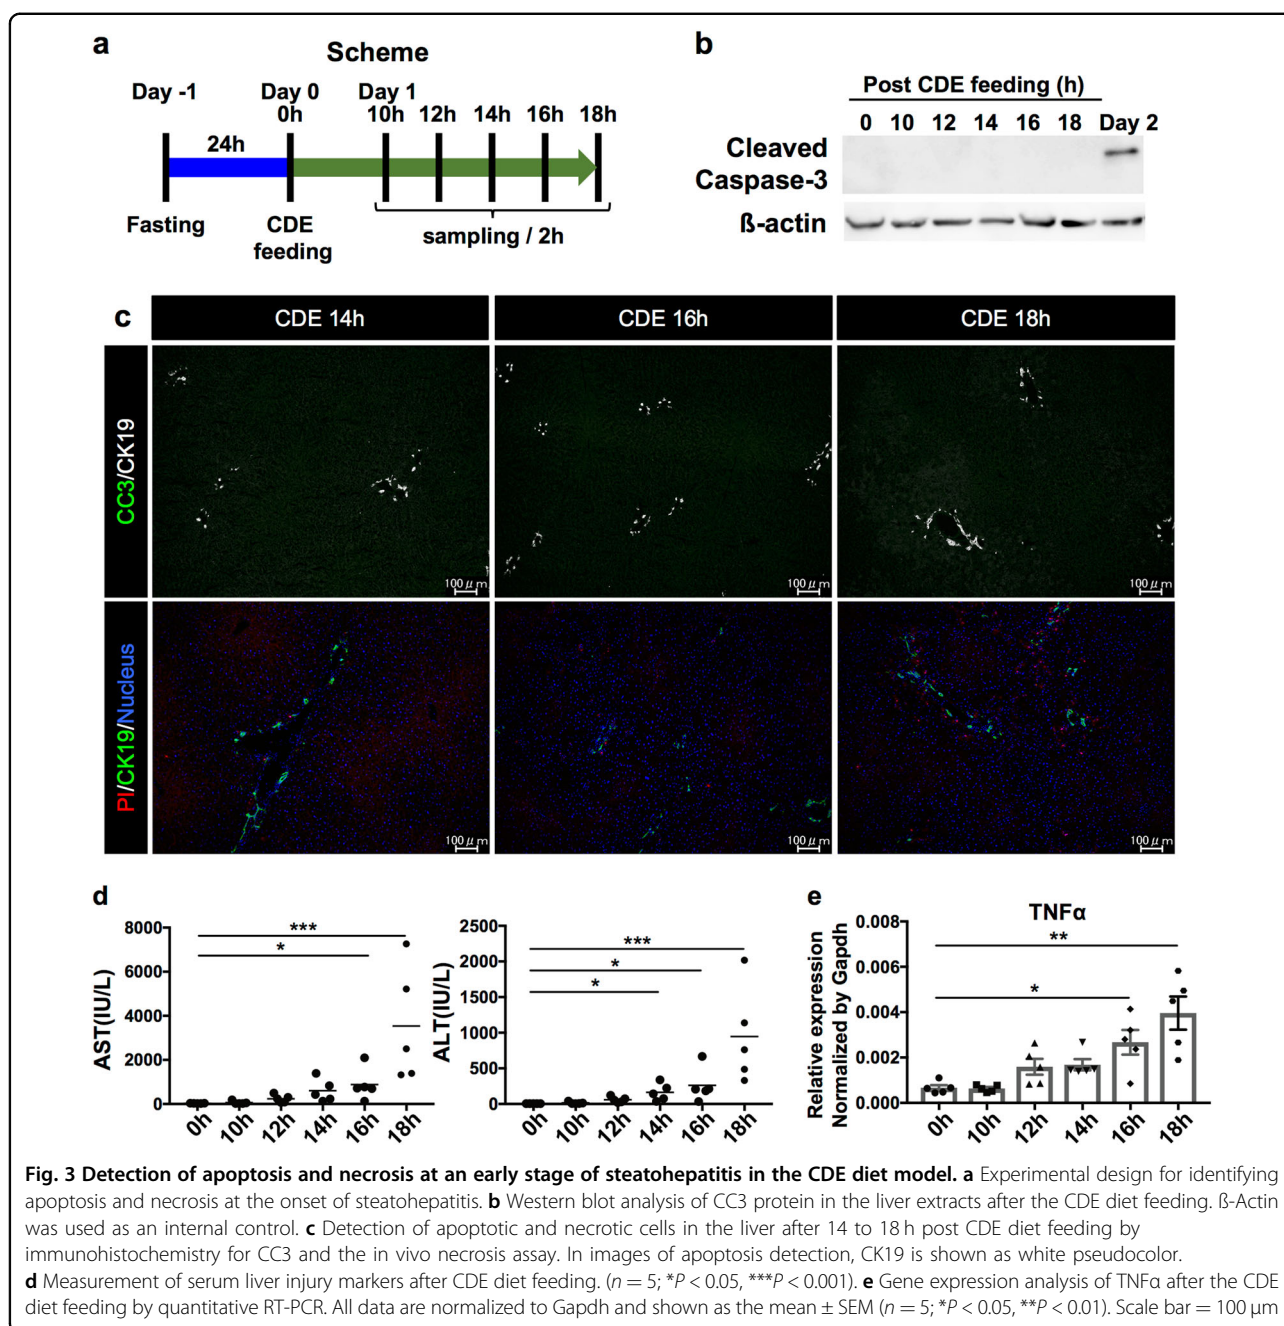 a
Scheme
Day -1
Day 0
0h
Day 1
10h 12h 14h 16h 18h
24h
Fasting
CDE
feeding
sampling / 2h
b
Post CDE feeding (h)
0 10 12 14 16 18 Day 2
Cleaved
Caspase-3
ß-actin
c
CDE 14h
CDE 16h
CDE 18h
CC3/CK19
100 μm
100 μm
100 μm
PI/CK19/Nucleus
100 μm
100 μm
100 μm
d
AST(IU/L)
8000
6000
4000
2000
0
***
*
0h 10h 12h 14h 16h 18h
ALT(IU/L)
2500
2000
1500
1000
500
0
***
*
*
0h 10h 12h 14h 16h 18h
e
TNFα
Relative expression
Normalized by Gapdh
0.008
0.006
0.004
0.002
0.000
**
*
0h 10h 12h 14h 16h 18h
Fig. 3 Detection of apoptosis and necrosis at an early stage of steatohepatitis in the CDE diet model. a Experimental design for identifying
apoptosis and necrosis at the onset of steatohepatitis. b Western blot analysis of CC3 protein in the liver extracts after the CDE diet feeding. ß-Actin
was used as an internal control. c Detection of apoptotic and necrotic cells in the liver after 14 to 18 h post CDE diet feeding by
immunohistochemistry for CC3 and the in vivo necrosis assay. In images of apoptosis detection, CK19 is shown as white pseudocolor.
d Measurement of serum liver injury markers after CDE diet feeding. (n = 5; *P < 0.05, ***P < 0.001). e Gene expression analysis of TNFα after the CDE
diet feeding by quantitative RT-PCR. All data are normalized to Gapdh and shown as the mean ± SEM (n = 5; *P < 0.05, **P < 0.01). Scale bar = 100 μm